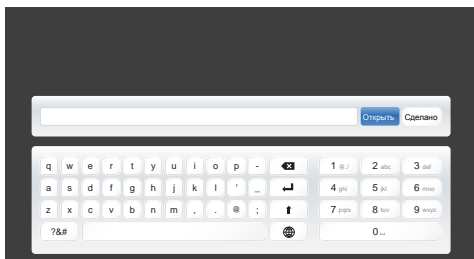 Открыть Сделано
q w e r t y u i o p - 1 @./ 2 abc 3 def
a s d f g h j k l ' _ 4 ghi 5 jkl 6 mno
z x c v b n m , . @ ; 7 pqrs 8 tuv 9 wxyz
?&# 0